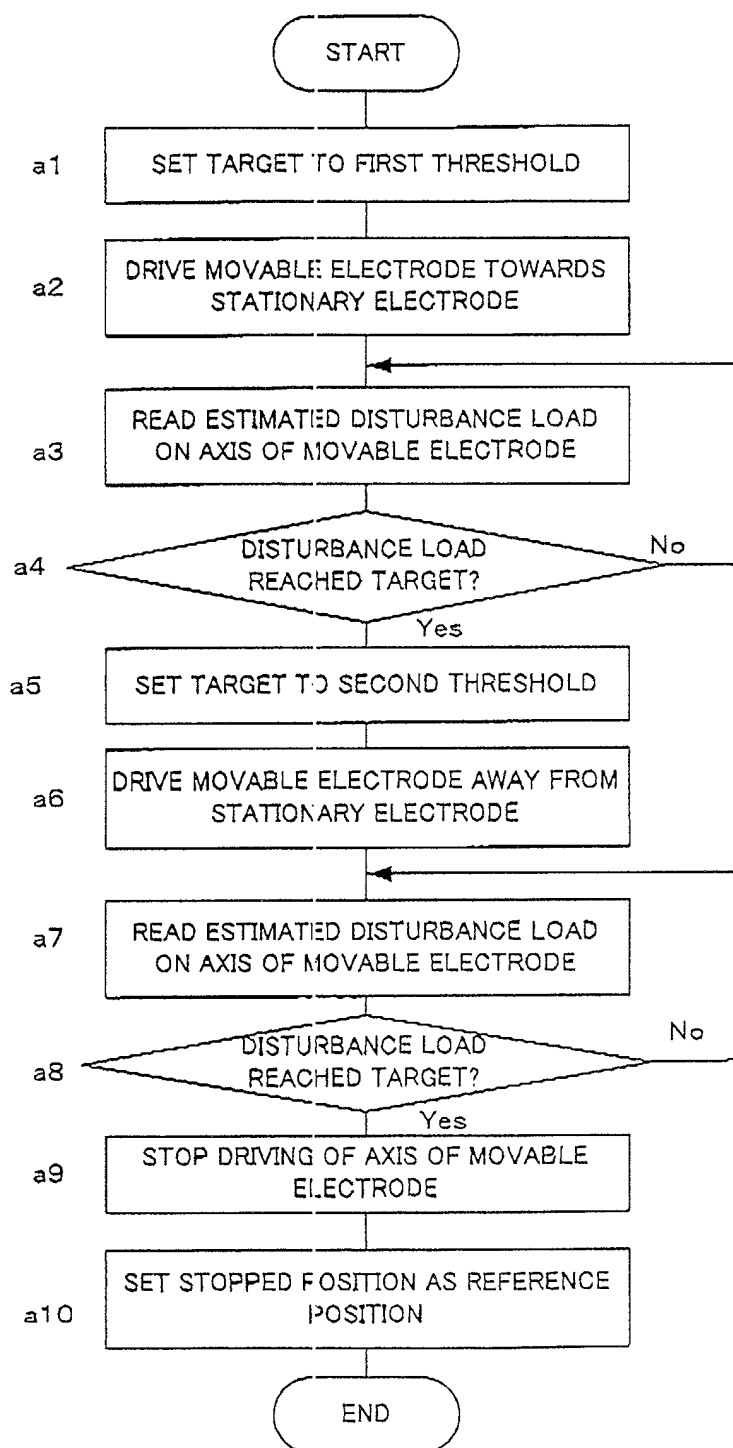 START
a1
SET TARGET TO FIRST THRESHOLD
a2
DRIVE MOVABLE ELECTRODE TOWARDS
STATIONARY ELECTRODE
a3
READ ESTIMATED DISTURBANCE LOAD
ON AXIS OF MOVABLE ELECTRODE
a4
DISTURBANCE LOAD
REACHED TARGET?
No
Yes
a5
SET TARGET TO SECOND THRESHOLD
a6
DRIVE MOVABLE ELECTRODE AWAY FROM
STATIONARY ELECTRODE
a7
READ ESTIMATED DISTURBANCE LOAD
ON AXIS OF MOVABLE ELECTRODE
a8
DISTURBANCE LOAD
REACHED TARGET?
No
Yes
a9
STOP DRIVING OF AXIS OF MOVABLE
ELECTRODE
a10
SET STOPPED POSITION AS REFERENCE
POSITION
END